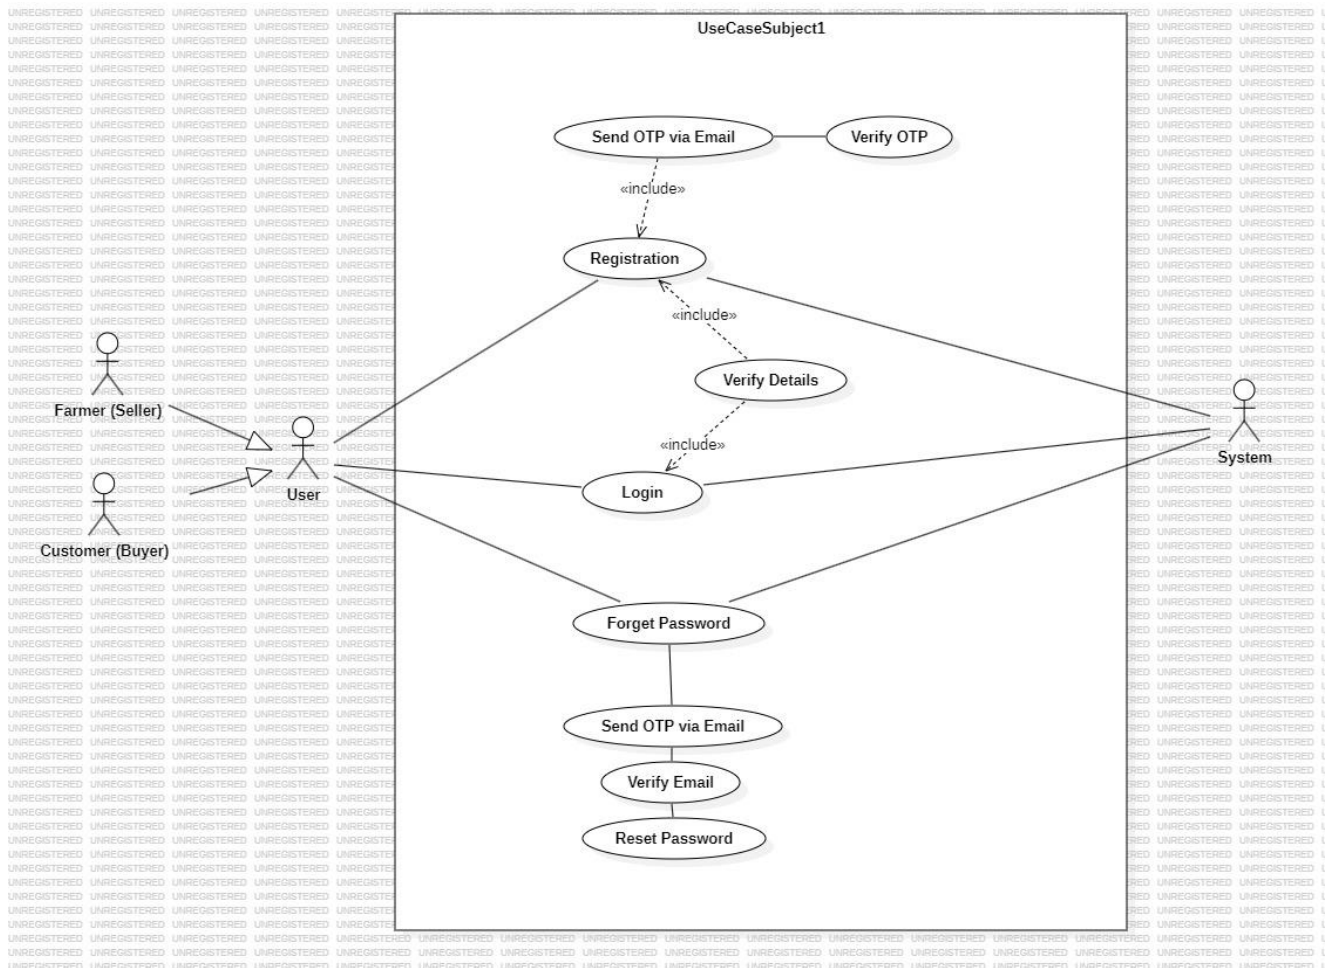 UseCaseSubject1
Send OTP via Email
Verify OTP
«include»
Registration
«include»
Verify Details
Farmer (Seller)
«include»
System
Login
User
Customer (Buyer)
Forget Password
Send OTP via Email
Verify Email
Reset Password
UNREGISTERED